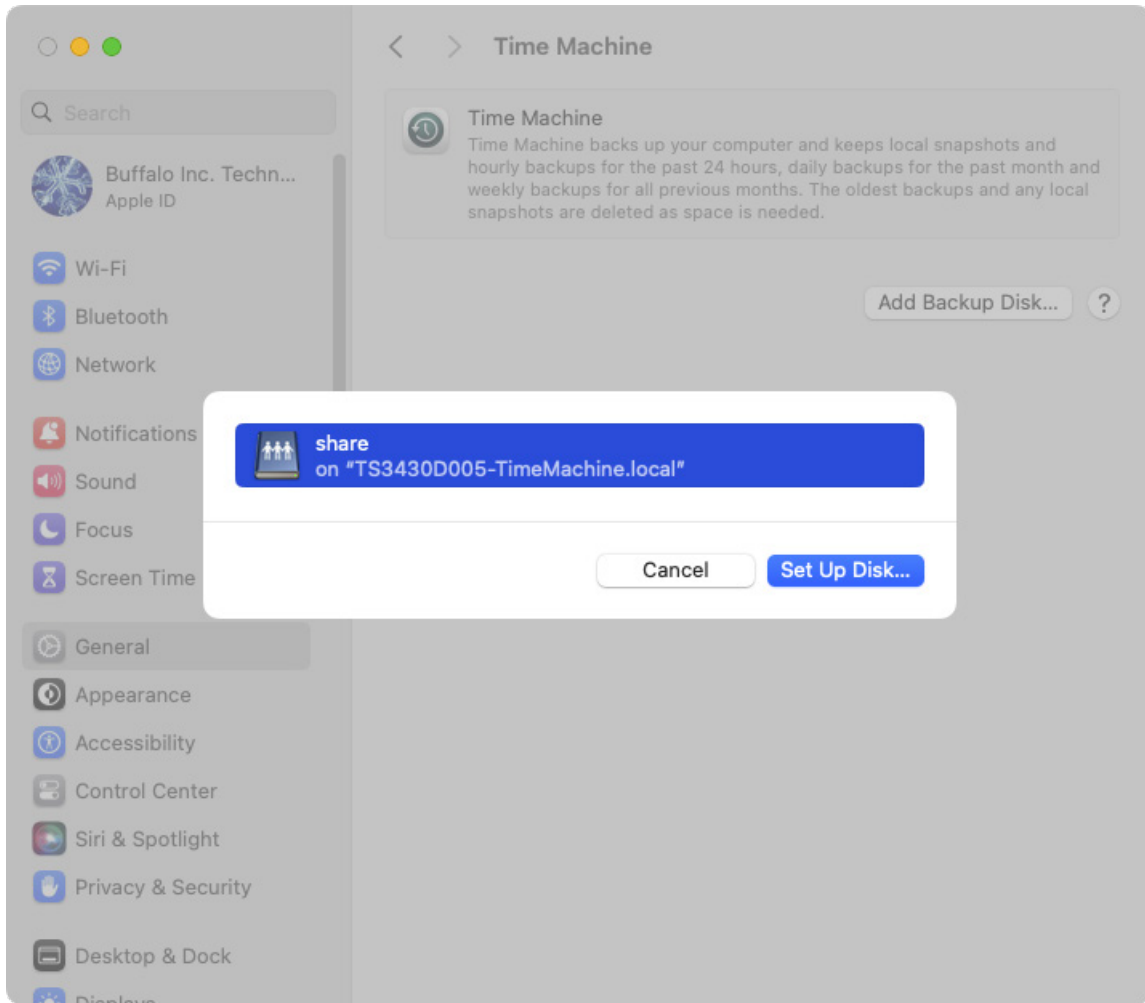 Time Machine
Search
Time Machine
Time Machine backs up your computer and keeps local snapshots and
hourly backups for the past 24 hours, daily backups for the past month and
weekly backups for all previous months. The oldest backups and any local
snapshots are deleted as space is needed.
Buffalo Inc. Techn...
Apple ID
Wi-Fi
Bluetooth
Network
Add Backup Disk...
?
Notifications
Sound
Focus
Screen Time
share
on “TS3430D005-TimeMachine.local”
Cancel
Set Up Disk...
General
Appearance
Accessibility
Control Center
Siri & Spotlight
Privacy & Security
Desktop & Dock
Displays